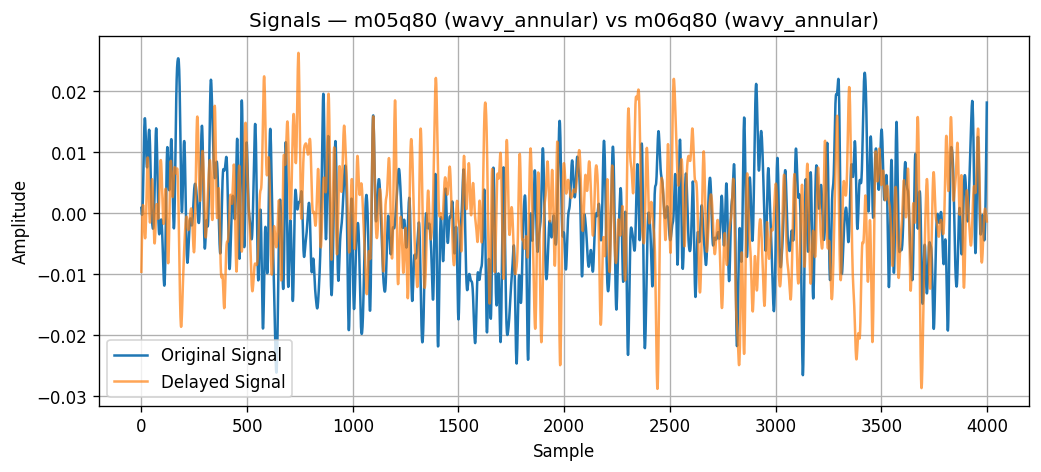 Signals — m05q80 (wavy_annular) vs m06q80 (wavy_annular)
Amplitude
0.02
0.01
0.00
−0.01
−0.02
−0.03
Original Signal
Delayed Signal
0 500 1000 1500 2000 2500 3000 3500 4000
Sample